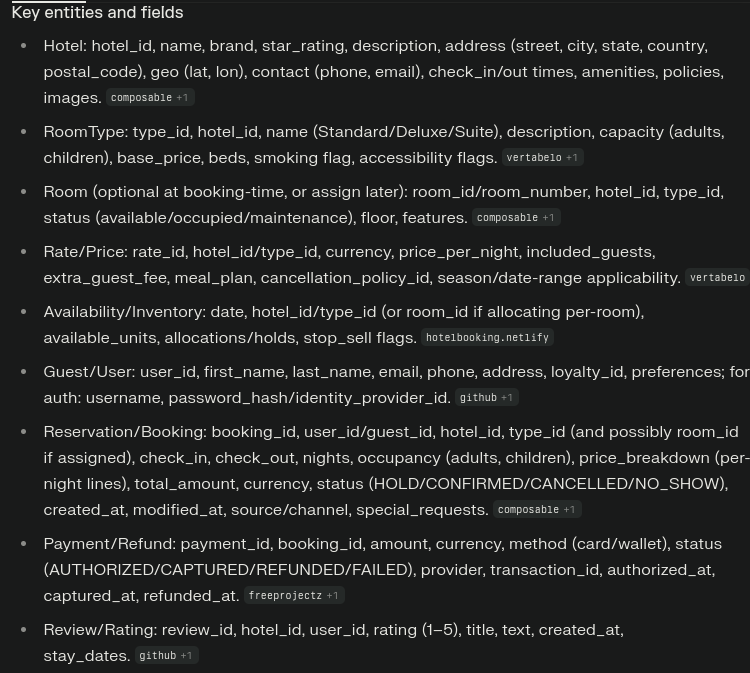 Key entities and fields
• Hotel: hotel_id, name, brand, star_rating, description, address (street, city, state, country,
postal_code), geo (lat, lon), contact (phone, email), check_in/out times, amenities, policies,
images. composable +1
• RoomType: type_id, hotel_id, name (Standard/Deluxe/Suite), description, capacity (adults,
children), base_price, beds, smoking flag, accessibility flags. vertabelo +1
• Room (optional at booking-time, or assign later): room_id/room_number, hotel_id, type_id,
status (available/occupied/maintenance), floor, features. composable +1
• Rate/Price: rate_id, hotel_id/type_id, currency, price_per_night, included_guests,
extra_guest_fee, meal_plan, cancellation_policy_id, season/date-range applicability. vertabelo
• Availability/Inventory: date, hotel_id/type_id (or room_id if allocating per-room),
available_units, allocations/holds, stop_sell flags. hotelbooking.netlify
• Guest/User: user_id, first_name, last_name, email, phone, address, loyalty_id, preferences; for
auth: username, password_hash/identity_provider_id. github +1
• Reservation/Booking: booking_id, user_id/guest_id, hotel_id, type_id (and possibly room_id
if assigned), check_in, check_out, nights, occupancy (adults, children), price_breakdown (per-
night lines), total_amount, currency, status (HOLD/CONFIRMED/CANCELLED/NO_SHOW),
created_at, modified_at, source/channel, special_requests. composable +1
• Payment/Refund: payment_id, booking_id, amount, currency, method (card/wallet), status
(AUTHORIZED/CAPTURED/REFUNDED/FAILED), provider, transaction_id, authorized_at,
captured_at, refunded_at. freeprojectz +1
• Review/Rating: review_id, hotel_id, user_id, rating (1–5), title, text, created_at,
stay_dates. github +1